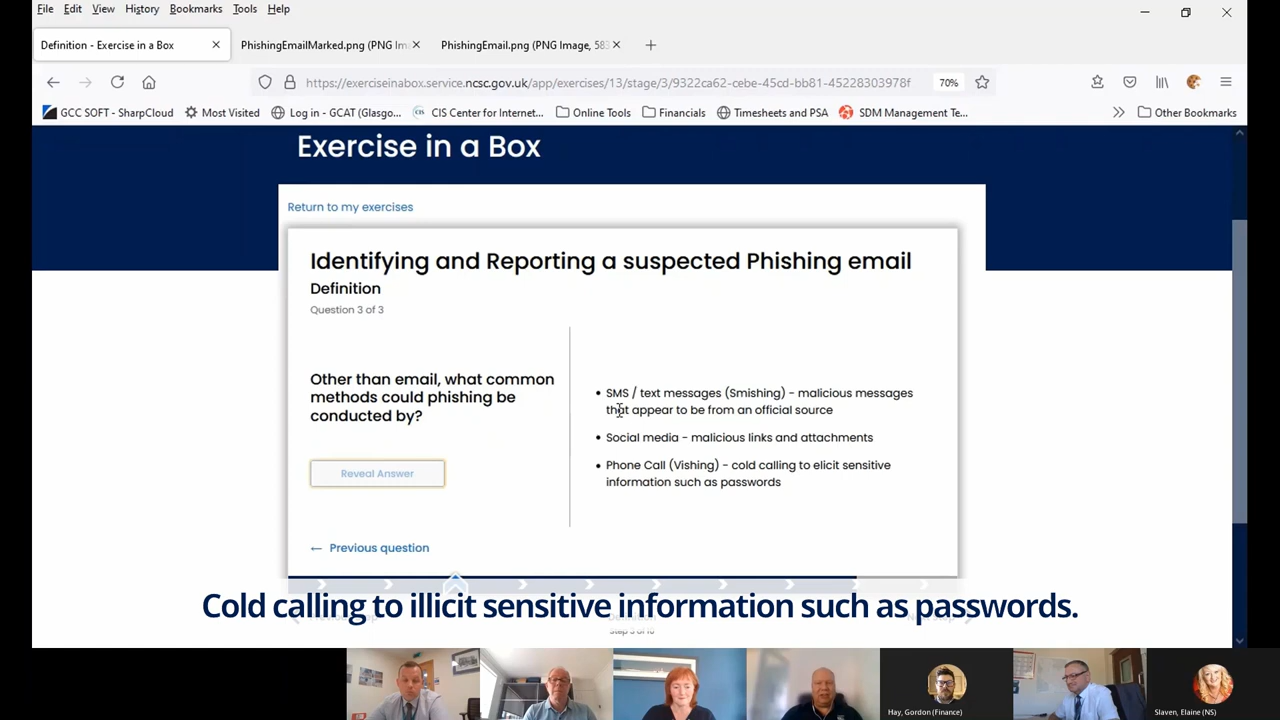 File Edit View History Bookmarks Tools Help
Definition - Exercise in a Box
PhishingEmailMarked.png (PNG Im
PhishingEmail.png (PNG Image, 583
https://exerciseinabox.service.ncsc.gov.uk/app/exercises/13/stage/3/9322ca62-cebe-45cd-bb81-45228303978f
70%
GCC SOFT - SharpCloud Most Visited Log in - GCAT (Glasgo... CIS Center for Internet... Online Tools Financials Timesheets and PSA SDM Management Te... Other Bookmarks
Exercise in a Box
Return to my exercises
Identifying and Reporting a suspected Phishing email
Definition
Question 3 of 3
Other than email, what common
methods could phishing be
conducted by?
Reveal Answer
• SMS / text messages (Smishing) - malicious messages
that appear to be from an official source
• Social media - malicious links and attachments
• Phone Call (Vishing) - cold calling to elicit sensitive
information such as passwords
← Previous question
Cold calling to illicit sensitive information such as passwords.
Step 3 of 10
Hay, Gordon (Finance)
Slaven, Elaine (NS)